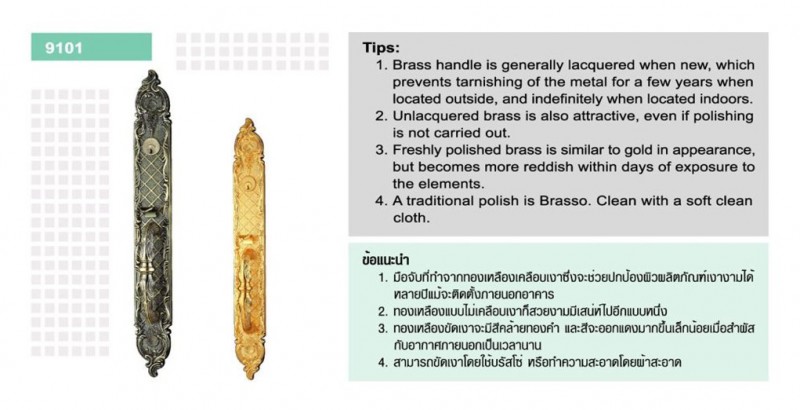 9101
Tips:
1. Brass handle is generally lacquered when new, which
prevents tarnishing of the metal for a few years when
located outside, and indefinitely when located indoors.
2. Unlacquered brass is also attractive, even if polishing
is not carried out.
3. Freshly polished brass is similar to gold in appearance,
but becomes more reddish within days of exposure to
the elements.
4. A traditional polish is Brasso. Clean with a soft clean
cloth.
ข้อแนะนำ
1. มือจับที่ทำจากทองเหลืองเคลือบเงาซึ่งจะช่วยปกป้องผิวผลิตภัณฑ์เงางามได้
หลายปีแม้จะติดตั้งภายนอกอาคาร
2. ทองเหลืองแบบไม่เคลือบเงาก็สวยงามมีเสน่ห์ไปอีกแบบหนึ่ง
3. ทองเหลืองขัดเงาจะมีสีคล้ายทองคำ และสีจะออกแดงมากขึ้นเล็กน้อยเมื่อสัมผัส
กับอากาศภายนอกเป็นเวลานาน
4. สามารถขัดเงาโดยใช้บรัสโซ่ หรือทำความสะอาดโดยผ้าสะอาด